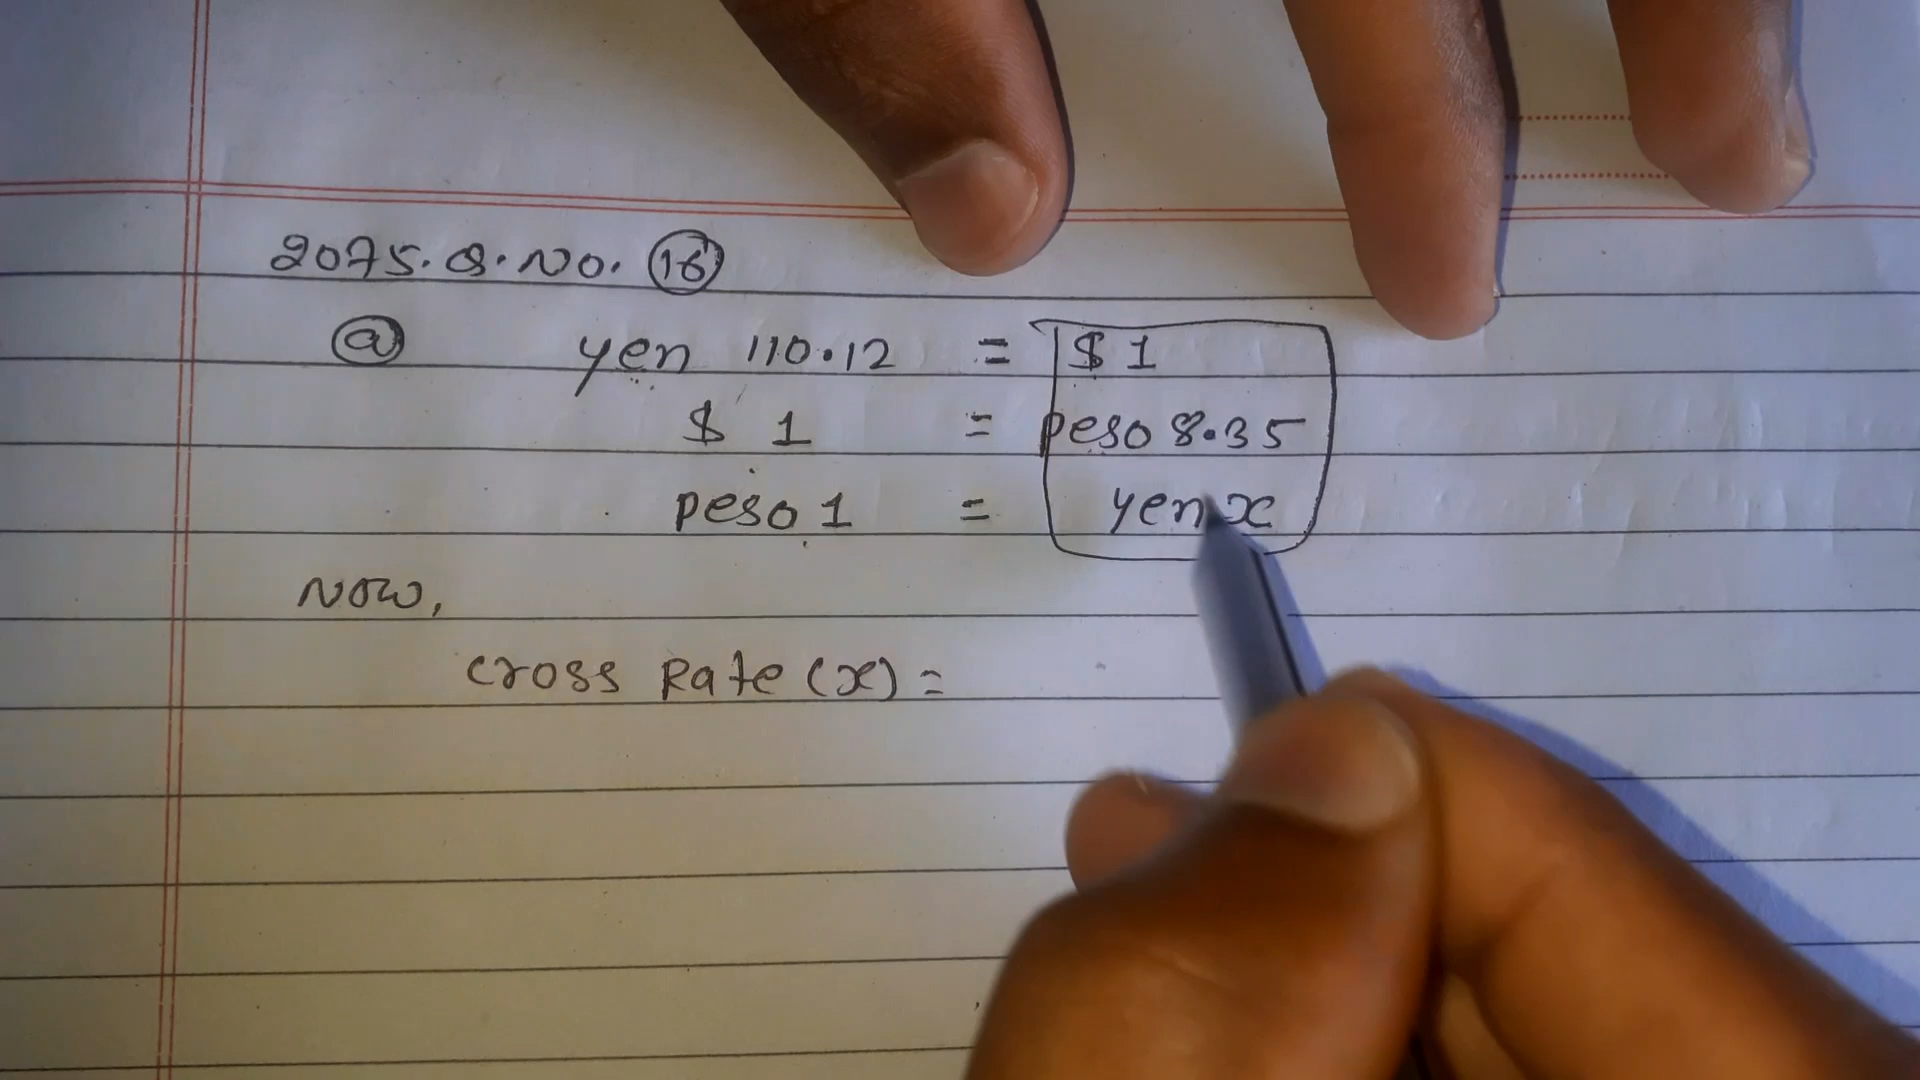 2075. Q. No. 16
a yen 110.12 = $ 1
$ 1 = peso 8.35
peso 1 = yen x
Now,
cross Rate (x) =